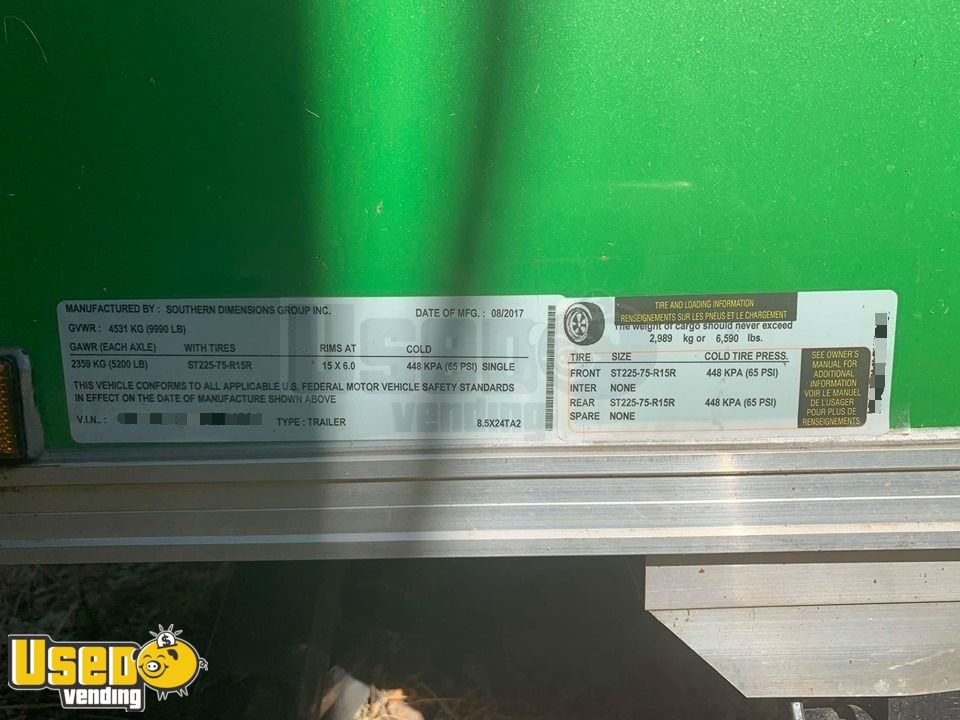 MANUFACTURED BY : SOUTHERN DIMENSIONS GROUP INC. DATE OF MFG. : 08/2017
GVWR : 4531 KG (9990 LB)
GAWR (EACH AXLE) WITH TIRES RIMS AT COLD
2359 KG (5200 LB) ST225-75-R15R 15 X 6.0 448 KPA (65 PSI) SINGLE
THIS VEHICLE CONFORMS TO ALL APPLICABLE U.S. FEDERAL MOTOR VEHICLE SAFETY STANDARDS
IN EFFECT ON THE DATE OF MANUFACTURE SHOWN ABOVE
V.I.N.. : TYPE : TRAILER 8.5X24TA2
TIRE AND LOADING INFORMATION
RENSEIGNEMENTS SUR LES PNEUS ET LE CHARGEMENT
The weight of cargo should never exceed
2,989 kg or 6,590 lbs.
TIRE SIZE COLD TIRE PRESS.
FRONT ST225-75-R15R 448 KPA (65 PSI)
INTER NONE
REAR ST225-75-R15R 448 KPA (65 PSI)
SPARE NONE
SEE OWNER'S
MANUAL FOR
ADDITIONAL
INFORMATION
VOIR LE MANUEL
DE L'USAGER
POUR PLUS DE
RENSEIGNEMENTS
USED
vending
USED
vending